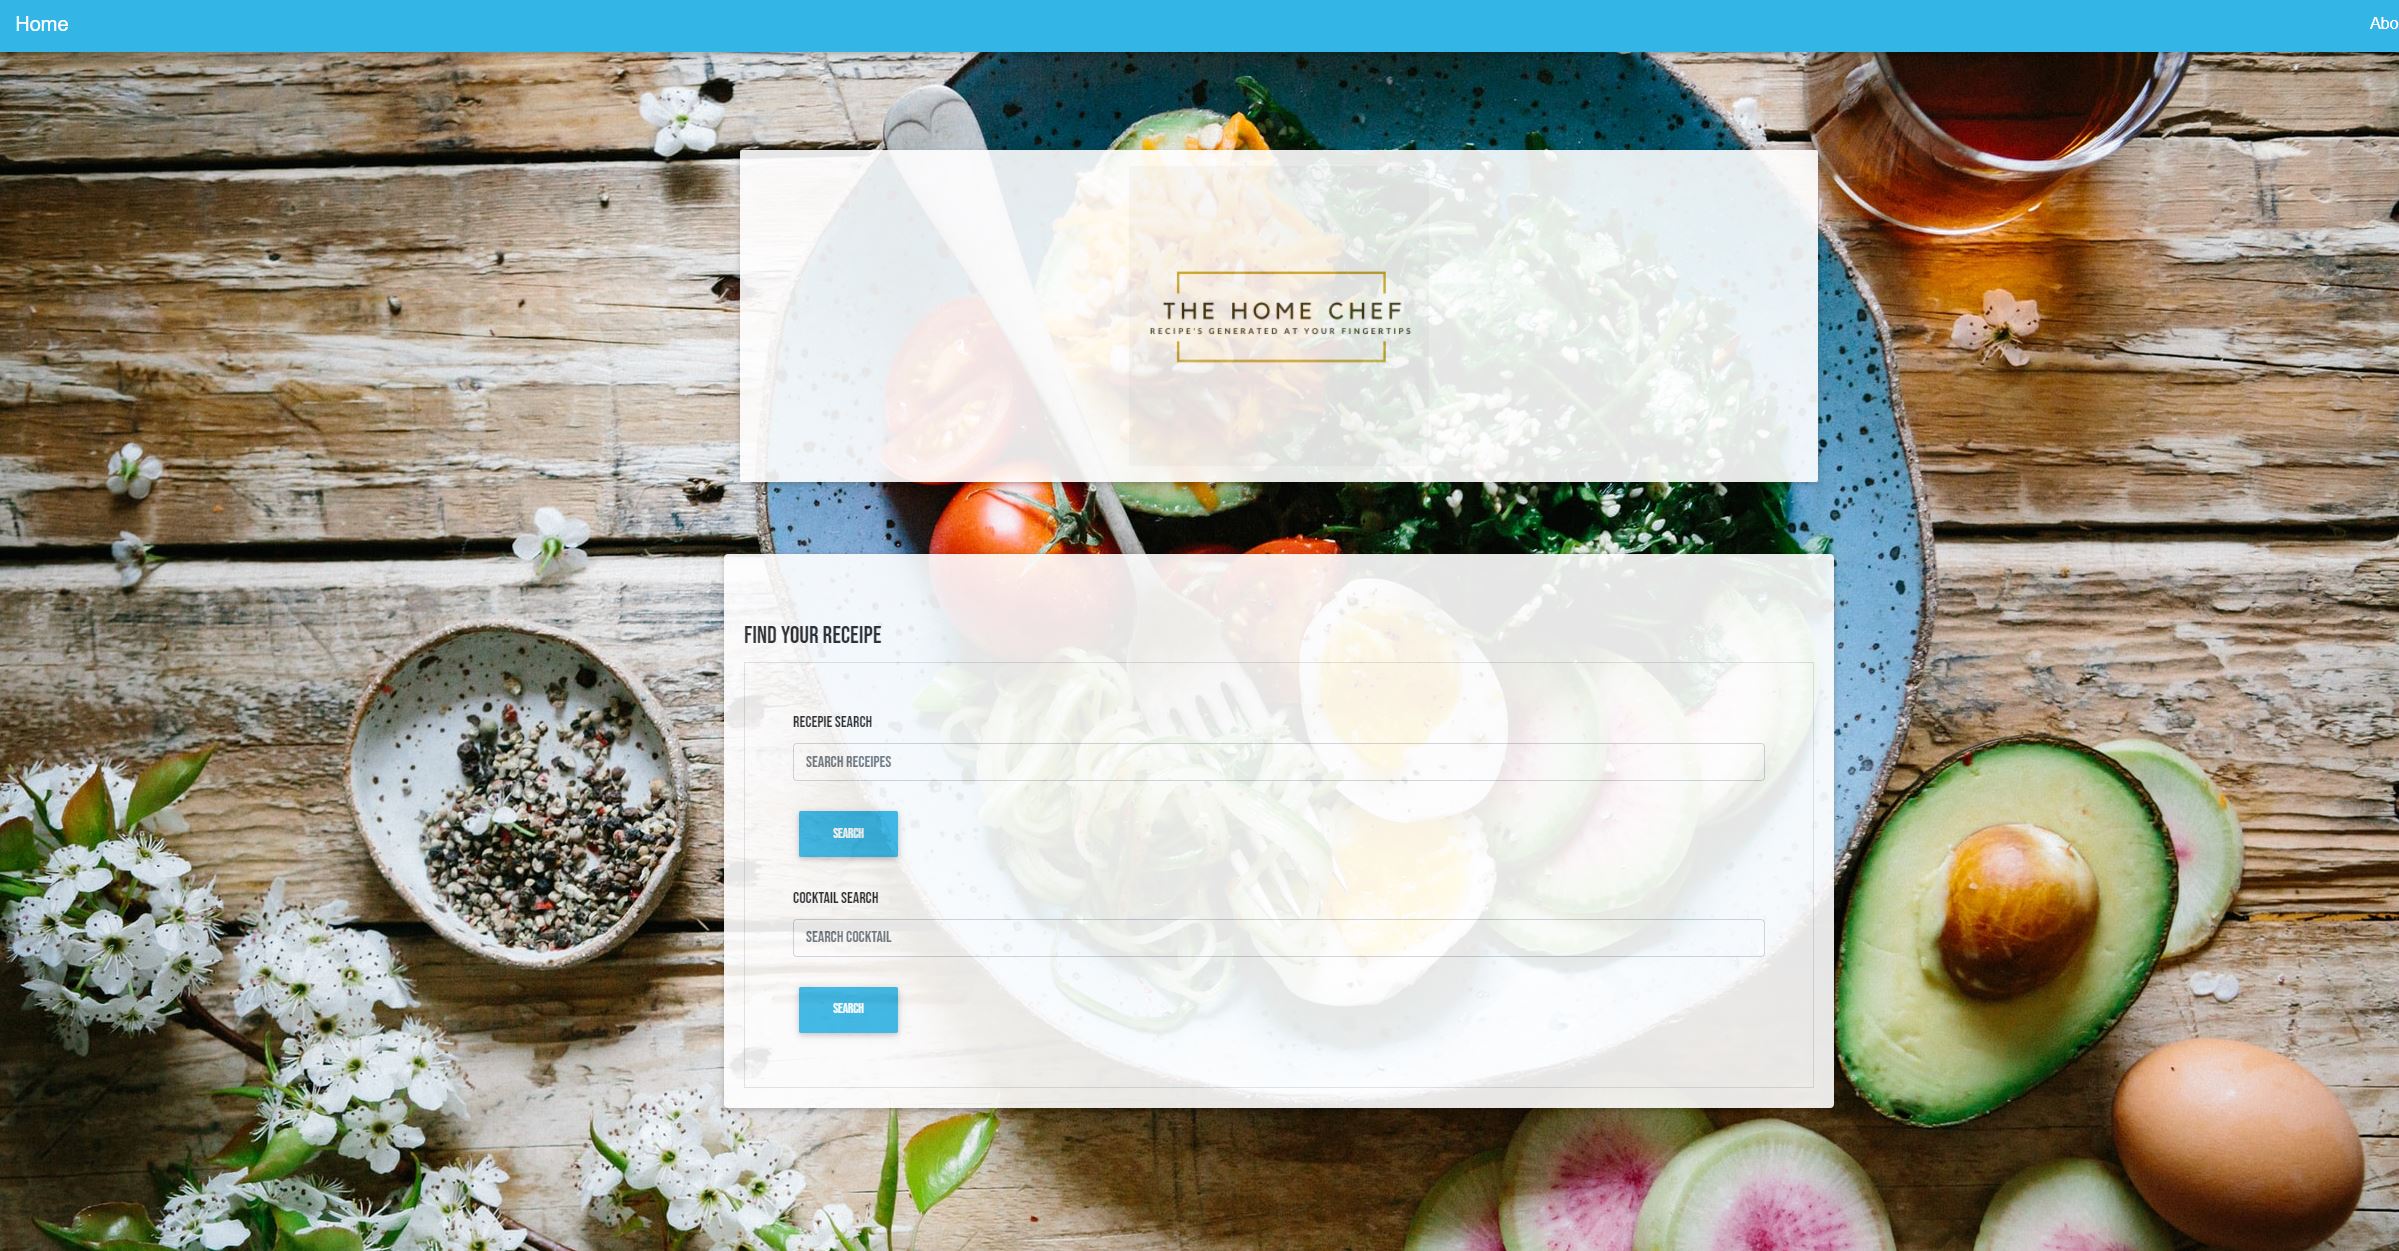 Home
Abo
THE HOME CHEF
RECIPE'S GENERATED AT YOUR FINGERTIPS
FIND YOUR RECEIPE
RECEPIE SEARCH
SEARCH RECEIPES
SEARCH
COCKTAIL SEARCH
SEARCH COCKTAIL
SEARCH